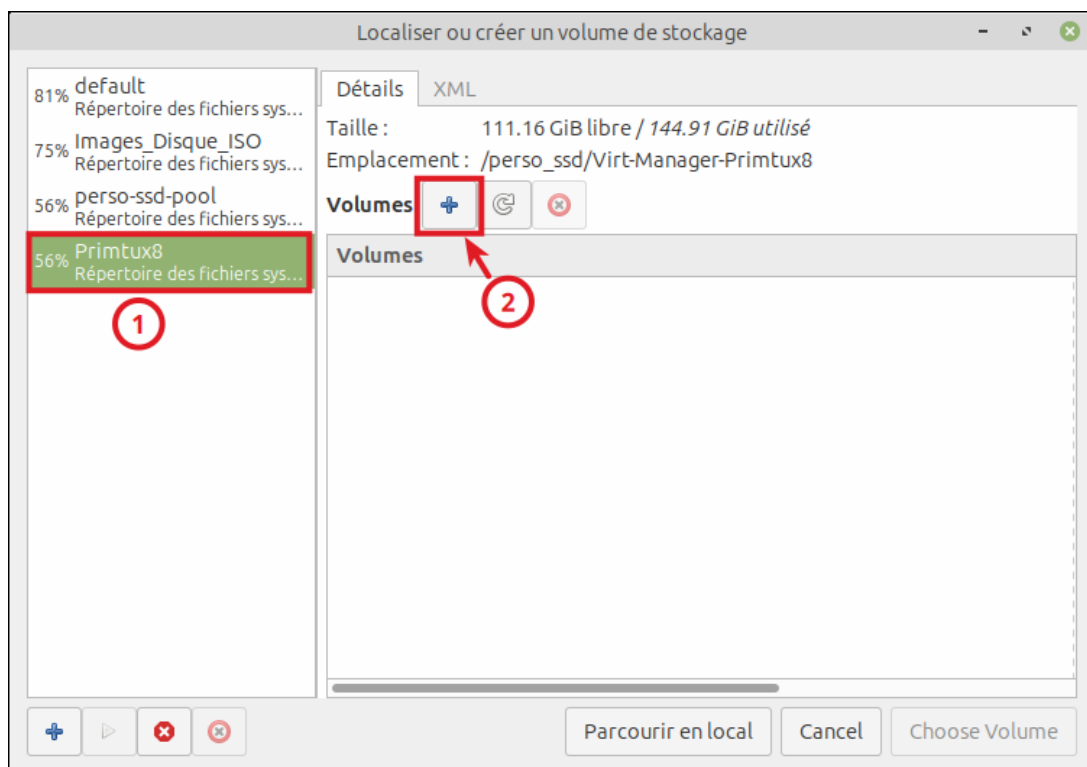 Localiser ou créer un volume de stockage
81% default
Répertoire des fichiers sys...
75% Images_Disque_ISO
Répertoire des fichiers sys...
56% perso-ssd-pool
Répertoire des fichiers sys...
56% Primtux8
Répertoire des fichiers sys...
1
Détails XML
Taille : 111.16 GiB libre / 144.91 GiB utilisé
Emplacement : /perso_ssd/Virt-Manager-Primtux8
Volumes
Volumes
2
Parcourir en local Cancel Choose Volume